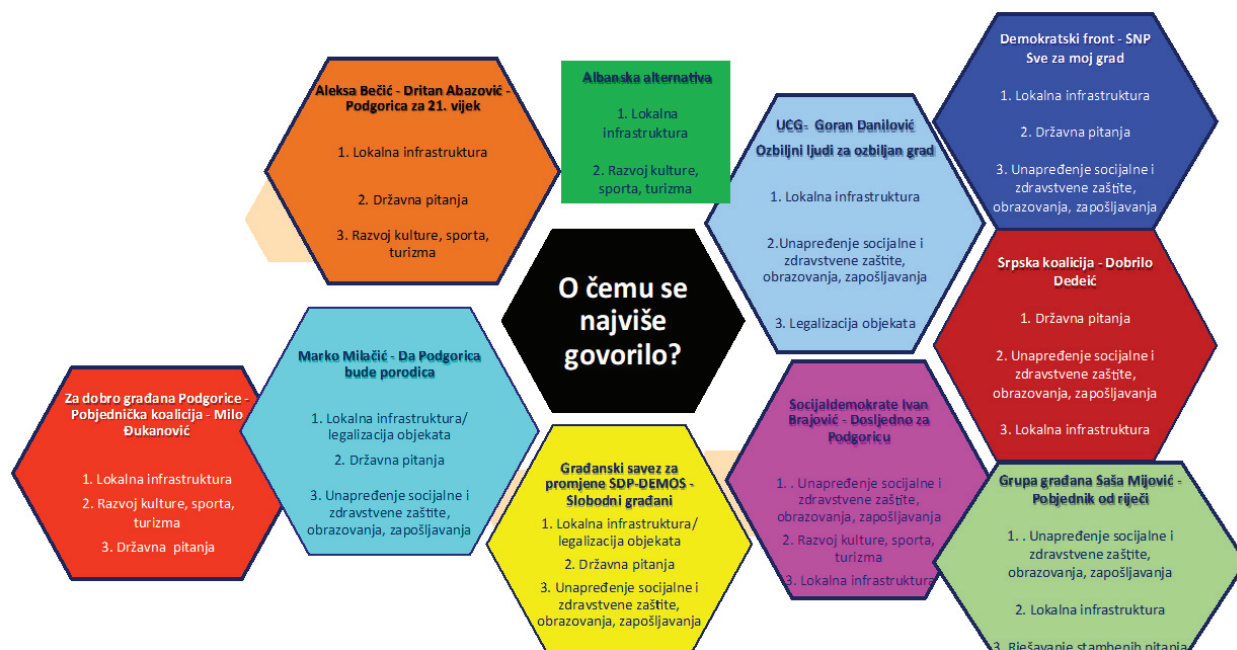 Aleksa Bečić - Dritan Abazović -
Podgorica za 21. vijek
1. Lokalna infrastruktura
2. Državna pitanja
3. Razvoj kulture, sporta,
turizma
Albanska alternativa
1. Lokalna
infrastruktura
2. Razvoj kulture,
sporta, turizma
UCG- Goran Danilović
Ozbiljni ljudi za ozbiljan grad
1. Lokalna infrastruktura
2.Unapređenje socijalne i
zdravstvene zaštite,
obrazovanja, zapošljavanja
3. Legalizacija objekata
Demokratski front - SNP
Sve za moj grad
1. Lokalna infrastruktura
2. Državna pitanja
3. Unapređenje socijalne i
zdravstvene zaštite,
obrazovanja, zapošljavanja
O čemu se
najviše
govorilo?
Srpska koalicija - Dobrilo
Dedeić
1. Državna pitanja
2. Unapređenje socijalne i
zdravstvene zaštite,
obrazovanja, zapošljavanja
3. Lokalna infrastruktura
Za dobro građana Podgorice -
Pobjednička koalicija - Milo
Đukanović
1. Lokalna infrastruktura
2. Razvoj kulture, sporta,
turizma
3. Državna pitanja
Marko Milačić - Da Podgorica
bude porodica
1. Lokalna infrastruktura/
legalizacija objekata
2. Državna pitanja
3. Unapređenje socijalne i
zdravstvene zaštite,
obrazovanja, zapošljavanja
Građanski savez za
promjene SDP-DEMOS -
Slobodni građani
1. Lokalna infrastruktura/
legalizacija objekata
2. Državna pitanja
3. Unapređenje socijalne i
zdravstvene zaštite,
obrazovanja, zapošljavanja
Socijaldemokrate Ivan
Brajović - Dosljedno za
Podgoricu
1. . Unapređenje socijalne i
zdravstvene zaštite,
obrazovanja, zapošljavanja
2. Razvoj kulture, sporta,
turizma
3. Lokalna infrastruktura
Grupa građana Saša Mijović -
Pobjednik od riječi
1. . Unapređenje socijalne i
zdravstvene zaštite,
obrazovanja, zapošljavanja
2. Lokalna infrastruktura
3. Rješavanje stambenih pitanja